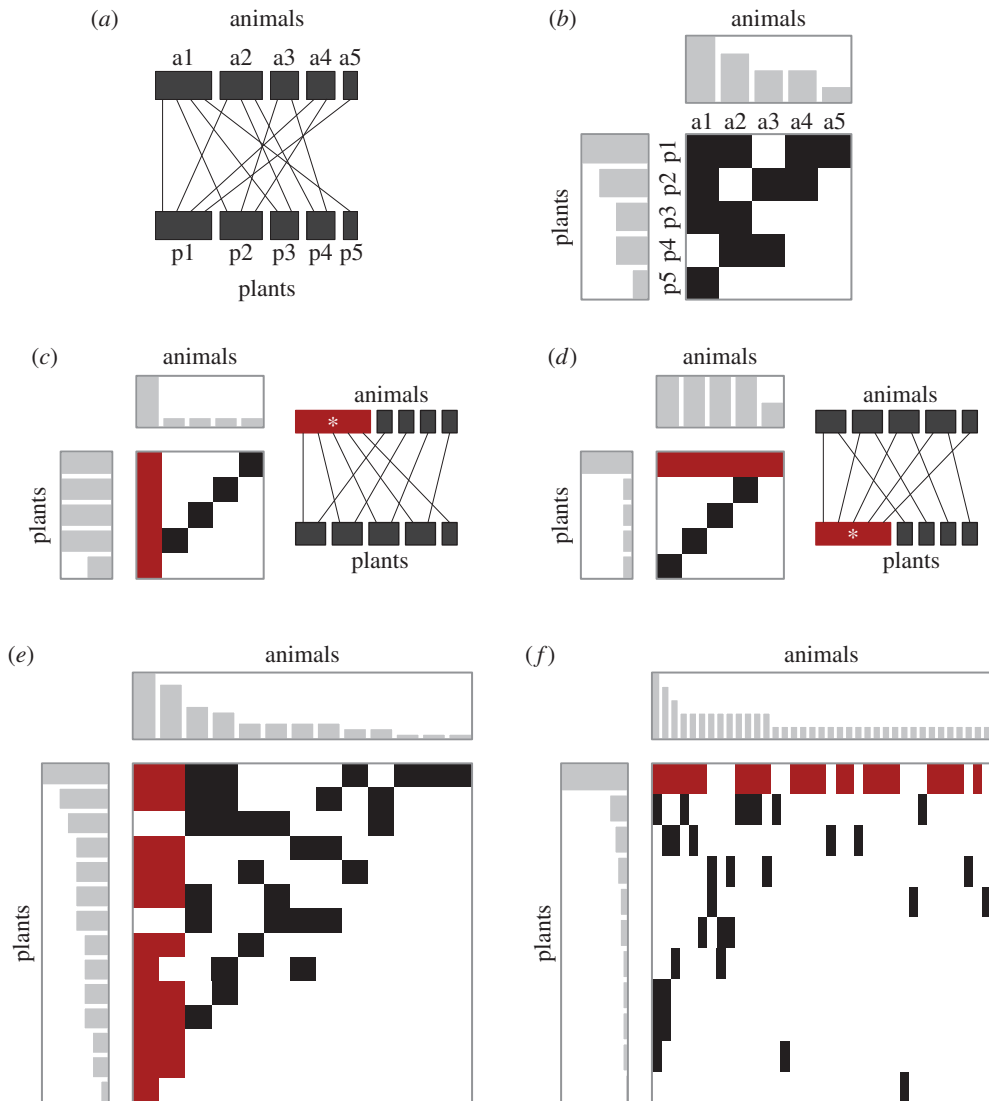 (a)
animals
a1 a2 a3 a4 a5
p1 p2 p3 p4 p5
plants
(b)
animals
a1 a2 a3 a4 a5
plants
p1
p2
p3
p4
p5
(c)
animals
plants
animals
*
plants
(d)
animals
plants
animals
*
plants
(e)
animals
plants
(f)
animals
plants